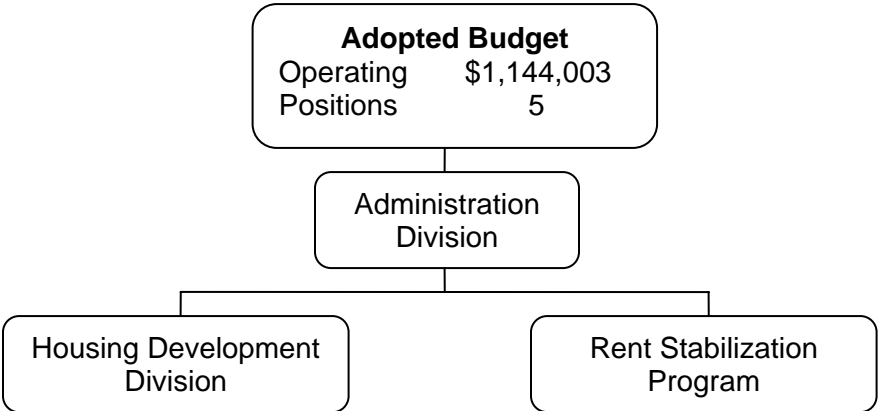 Adopted Budget
Operating $1,144,003
Positions 5
Administration
Division
Housing Development
Division
Rent Stabilization
Program